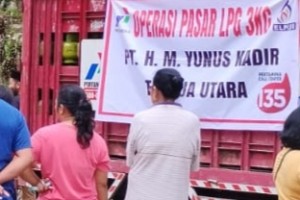 OPERASI PASAR LPG 3KG
PT. H. M. YUNUS KADIR
UTARA
135